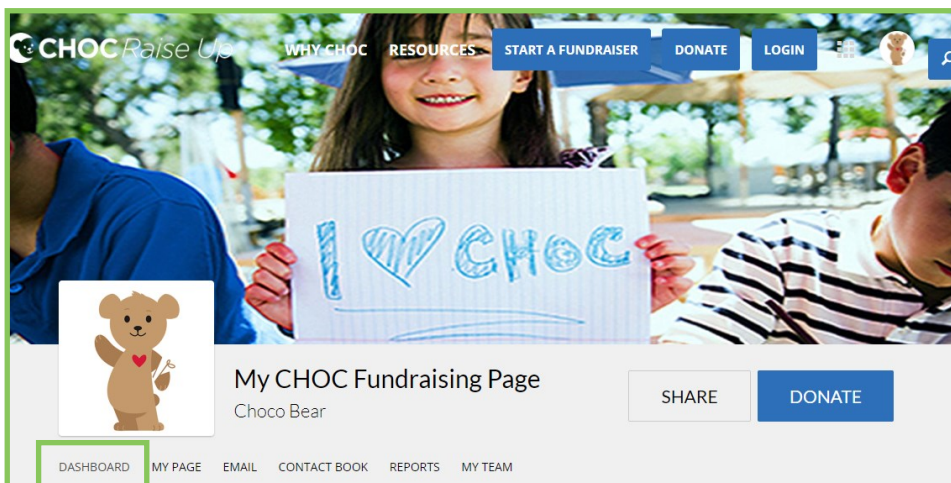 CHOC Raise Up WHY CHOC RESOURCES START A FUNDRAISER DONATE LOGIN
I ♡ CHOC
My CHOC Fundraising Page
Choco Bear
SHARE DONATE
DASHBOARD MY PAGE EMAIL CONTACT BOOK REPORTS MY TEAM